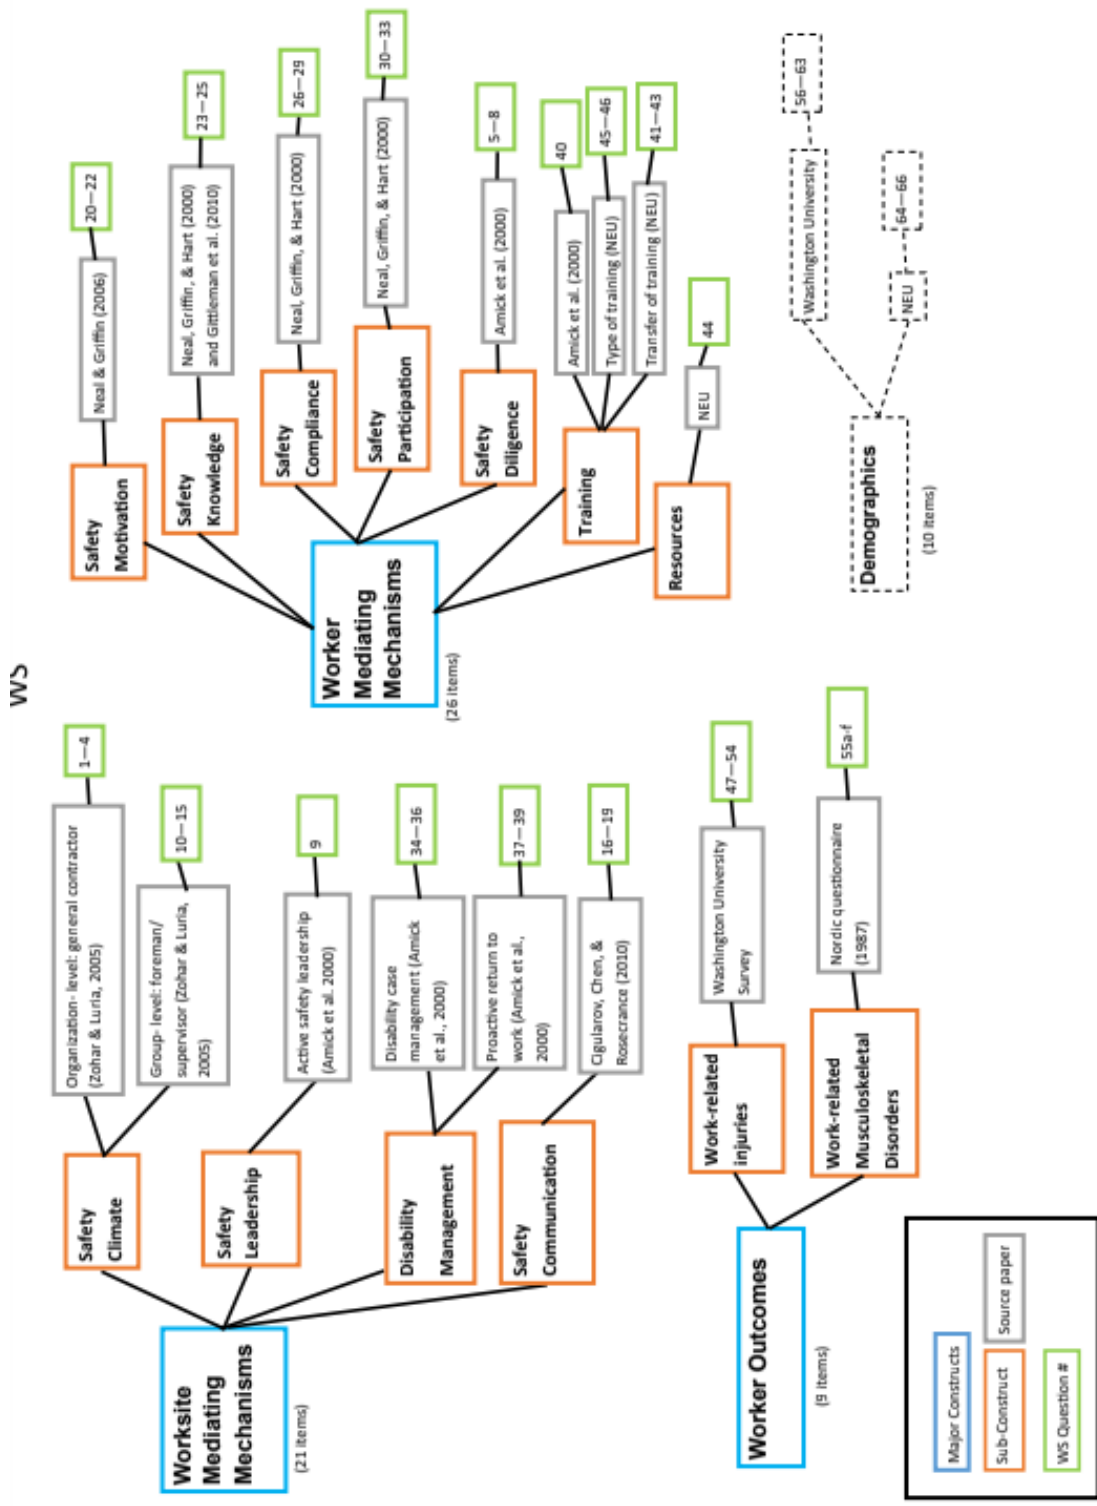 WS
Worksite
Mediating
Mechanisms
(21 items)
Safety
Climate
Organization- level: general contractor
(Zohar & Luria, 2005)
1—4
Group- level: foreman/
supervisor (Zohar & Luria,
2005)
10—15
Safety
Leadership
Active safety leadership
(Amick et al. 2000)
9
Disability
Management
Disability case
management (Amick
et al., 2000)
34—36
Proactive return to
work (Amick et al.,
2000)
37—39
Safety
Communication
Cigularov, Chen, &
Rosecrance (2010)
16—19
Worker
Mediating
Mechanisms
(26 items)
Safety
Motivation
Neal & Griffin (2006)
20—22
Safety
Knowledge
Neal, Griffin, & Hart (2000)
and Gittleman et al. (2010)
23—25
Safety
Compliance
Neal, Griffin, & Hart (2000)
26—29
Safety
Participation
Neal, Griffin, & Hart (2000)
30—33
Safety
Diligence
Amick et al. (2000)
5—8
Training
Amick et al. (2000)
40
Type of training (NEU)
45—46
Transfer of training (NEU)
41—43
Resources
NEU
44
Worker Outcomes
(9 items)
Work-related
injuries
Washington University
Survey
47—54
Work-related
Musculoskeletal
Disorders
Nordic questionnaire
(1987)
55a-f
Demographics
(10 items)
Washington University
56—63
NEU
64—66
Major Constructs
Sub-Construct
Source paper
WS Question #